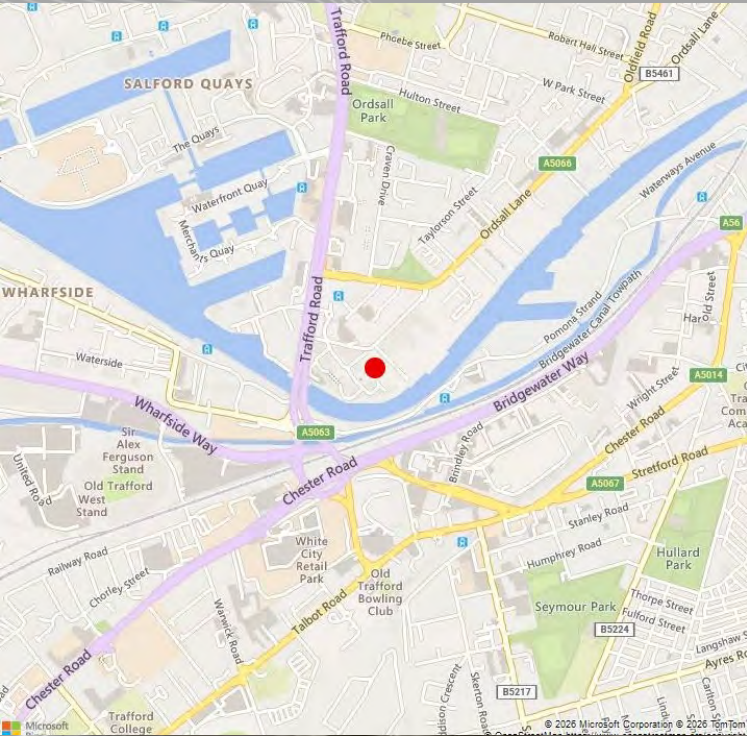 Trafford Road
Phoebe Street
Robart Hall Street
Oldfield Road
Ordsall Lane
B5461
SALFORD QUAYS
W Park Street
Hulton Street
Ordsall
Park
The Quays
Craven Drive
A5066
Waterways Avenue
Waterfront Quay
Taylorson Street
Ordsall Lane
Merchants Quay
A56
WHARFSIDE
Trafford Road
Pomona Strand
Bridgewater Canal Towpath
Harold Street
Waterside
Bridgewater Way
Wright Street
A5014
Wharfside Way
A5063
Sir
Alex
Ferguson
Stand
Old Trafford
West
Stand
United Road
Brindley Road
Chester Road
Stretford Road
Chester Road
A5067
Stanley Road
White
City
Retail
Park
Humphrey Road
Hullard
Park
Railway Road
Chorley Street
Old
Trafford
Bowling
Club
Seymour Park
Thorpe Street
Fulford Street
B5224
Talbot Road
Warwick Road
Langshaw
Ayres Ro
Chester Road
Skerton Road
Crescent
B5217
Trafford
College
Microsoft
© 2026 Microsoft Corporation © 2026 TomTom